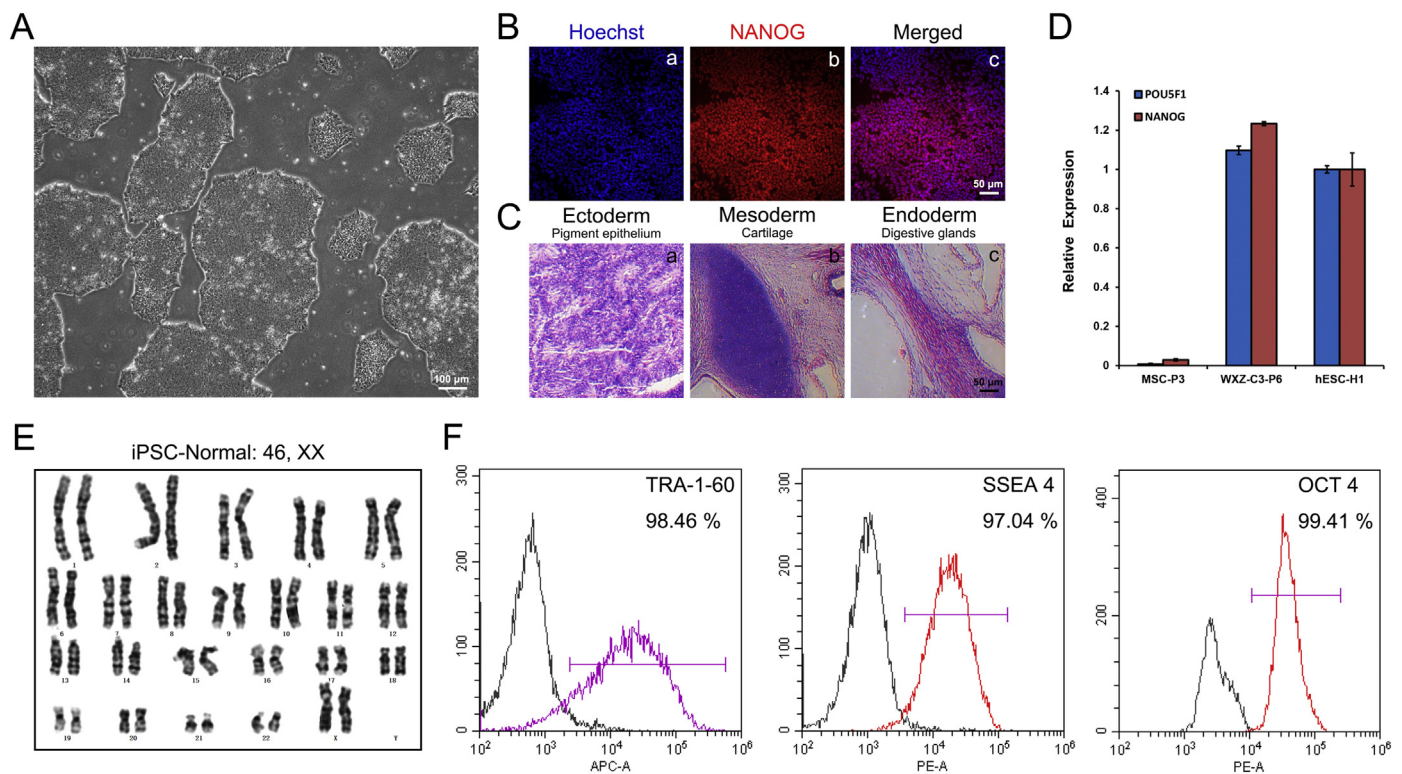 A
100 µm
B
Hoechst NANOG Merged
a b c
50 µm
C
Ectoderm Mesoderm Endoderm
Pigment epithelium Cartilage Digestive glands
a b c
50 µm
D
POU5F1
NANOG
Relative Expression
1.4
1.2
1
0.8
0.6
0.4
0.2
0
MSC-P3 WXZ-C3-P6 hESC-H1
E
iPSC-Normal: 46, XX
1 2 3 4 5
6 7 8 9 10 11 12
13 14 15 16 17 18
19 20 21 22 X Y
F
TRA-1-60
98.46 %
300
200
100
0
10² 10³ 10⁴ 10⁵ 10⁶
APC-A
SSEA 4
97.04 %
300
200
100
0
10² 10³ 10⁴ 10⁵ 10⁶
PE-A
OCT 4
99.41 %
400
200
0
10² 10³ 10⁴ 10⁵ 10⁶
PE-A